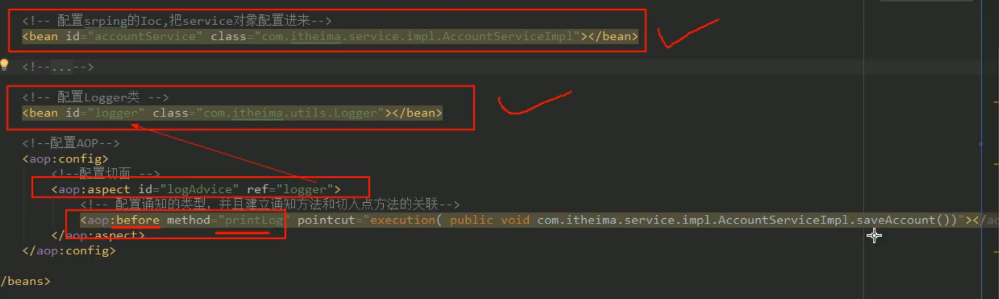 <!-- 配置srping的Ioc,把service对象配置进来-->
<bean id="accountService" class="com.itheima.service.impl.AccountServiceImpl"></bean>
<!--...-->
<!-- 配置Logger类 -->
<bean id="logger" class="com.itheima.utils.Logger"></bean>
<!--配置AOP-->
<aop:config>
<!--配置切面 -->
<aop:aspect id="logAdvice" ref="logger">
<!-- 配置通知的类型，并且建立通知方法和切入点方法的关联-->
<aop:before method="printLog" pointcut="execution( public void com.itheima.service.impl.AccountServiceImpl.saveAccount())"></ao
</aop:aspect>
</aop:config>
/beans>